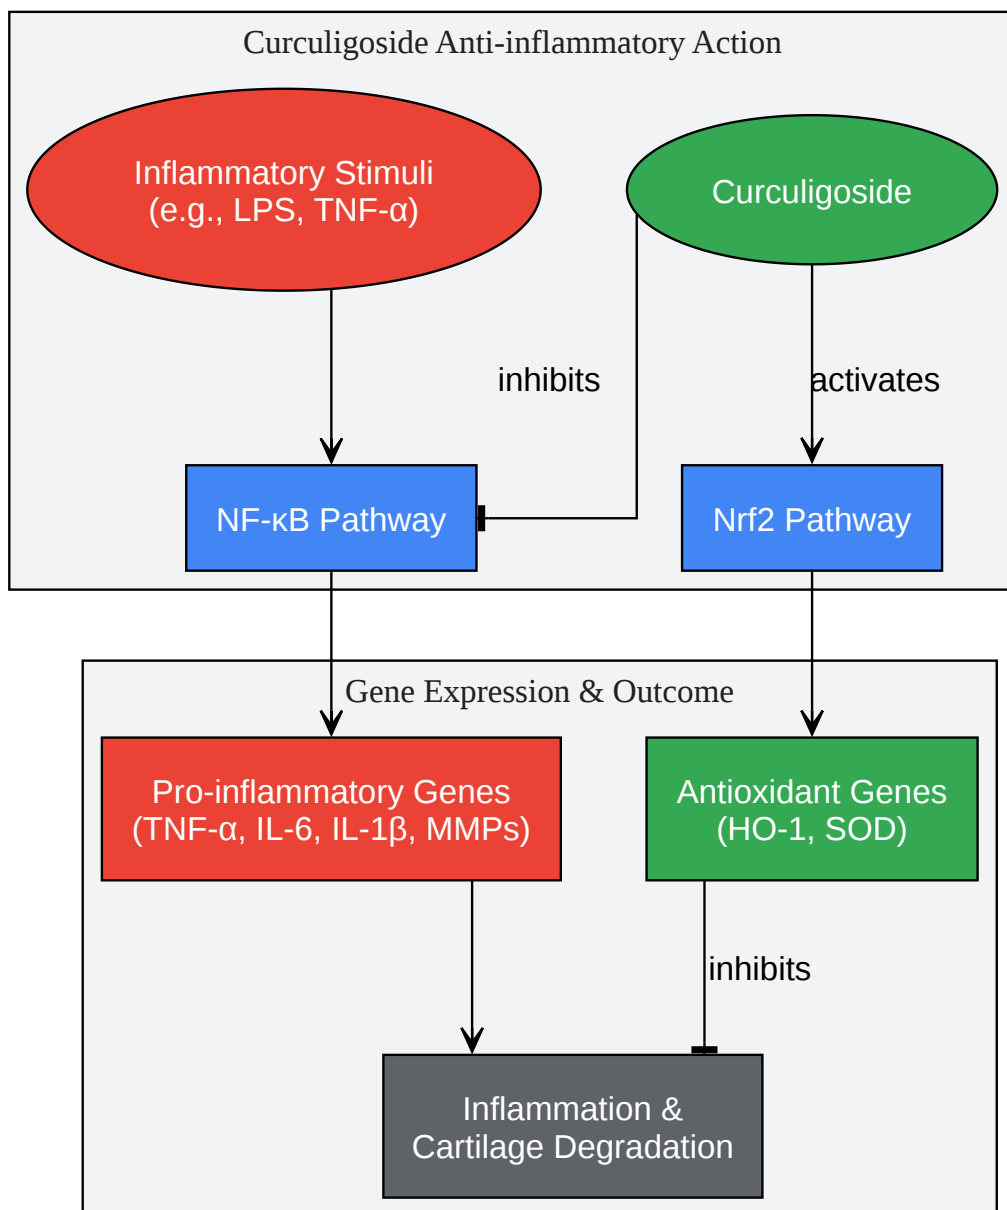 Curculigoside Anti-inflammatory Action
Inflammatory Stimuli
(e.g., LPS, TNF-α)
Curculigoside
inhibits
activates
NF-κB Pathway
Nrf2 Pathway
Gene Expression & Outcome
Pro-inflammatory Genes
(TNF-α, IL-6, IL-1β, MMPs)
Antioxidant Genes
(HO-1, SOD)
inhibits
Inflammation &
Cartilage Degradation